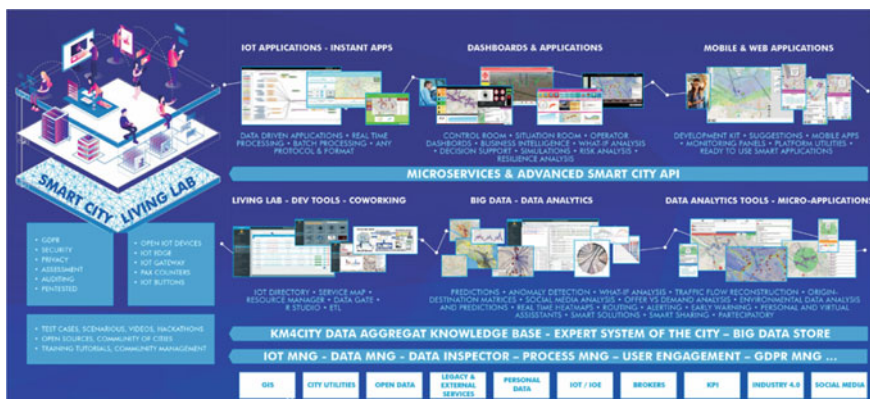 IOT APPLICATIONS - INSTANT APPS
DATA DRIVEN APPLICATIONS • REAL TIME
PROCESSING • BATCH PROCESSING • ANY
PROTOCOL & FORMAT
DASHBOARDS & APPLICATIONS
CONTROL ROOM • SITUATION ROOM • OPERATOR
DASHBORDS • BUSINESS INTELLIGENCE • WHAT-IF ANALYSIS
• DECISION SUPPORT • SIMULATIONS • RISK ANALYSIS •
RESILIENCE ANALYSIS
MOBILE & WEB APPLICATIONS
DEVELOPMENT KIT • SUGGESTIONS • MOBILE APPS
• MONITORING PANELS • PLATFORM UTILITIES •
READY TO USE SMART APPLICATIONS
MICROSERVICES & ADVANCED SMART CITY API
SMART CITY LIVING LAB
• GDPR
• SECURITY
• PRIVACY
• ASSESSMENT
• AUDITING
• PENTESTED
• OPEN IOT DEVICES
• IOT EDGE
• IOT GATEWAY
• PAX COUNTERS
• IOT BUTTONS
• TEST CASES, SCENARIOUS, VIDEOS, HACKATHONS
• OPEN SOURCES, COMMUNITY OF CITIES
• TRAINING TUTORIALS, COMMUNITY MANAGEMENT
LIVING LAB - DEV TOOLS - COWORKING
IOT DIRECTORY • SERVICE MAP •
RESOURCE MANAGER • DATA GATE •
R STUDIO • ETL
BIG DATA - DATA ANALYTICS
DATA ANALYTICS TOOLS - MICRO-APPLICATIONS
PREDICTIONS • ANOMALY DETECTION • WHAT-IF ANALYSIS • TRAFFIC FLOW RECONSTRUCTION • ORIGIN-
DESTINATION MATRICES • SOCIAL MEDIA ANALYSIS • OFFER VS DEMAND ANALYSIS • ENVIRONMENTAL DATA ANALYSIS
AND PREDICTIONS • REAL TIME HEATMAPS • ROUTING • ALERTING • EARLY WARNING • PERSONAL AND VIRTUAL
ASSISTANTS • SMART SOLUTIONS • SMART SHARING • PARTECIPATORY
KM4CITY DATA AGGREGAT KNOWLEDGE BASE - EXPERT SYSTEM OF THE CITY – BIG DATA STORE
IOT MNG - DATA MNG - DATA INSPECTOR – PROCESS MNG – USER ENGAGEMENT – GDPR MNG ...
GIS
CITY UTILITIES
OPEN DATA
LEGACY &
EXTERNAL
SERVICES
PERSONAL
DATA
IOT / IOE
BROKERS
KPI
INDUSTRY 4.0
SOCIAL MEDIA